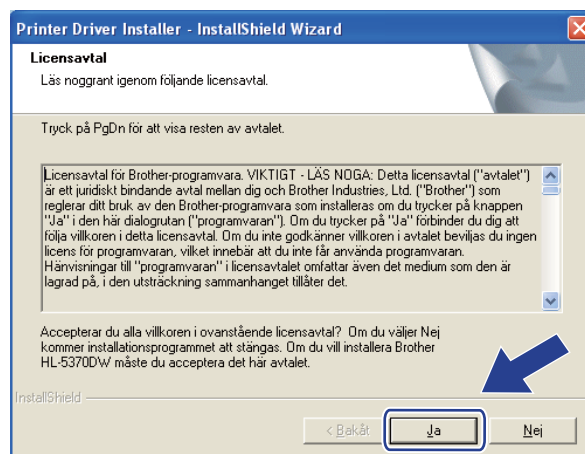 Printer Driver Installer - InstallShield Wizard
Licensavtal
Läs noggrant igenom följande licensavtal.
Tryck på PgDn för att visa resten av avtalet.
Licensavtal för Brother-programvara. VIKTIGT - LÄS NOGA: Detta licensavtal ("avtalet")
är ett juridiskt bindande avtal mellan dig och Brother Industries, Ltd. ("Brother") som
reglerar ditt bruk av den Brother-programvara som installeras om du trycker på knappen
"Ja" i den här dialogrutan ("programvaran"). Om du trycker på "Ja" förbinder du dig att
följa villkoren i detta licensavtal. Om du inte godkänner villkoren i avtalet beviljas du ingen
licens för programvaran, vilket innebär att du inte får använda programvaran.
Hänvisningar till "programvaran" i licensavtalet omfattar även det medium som den är
lagrad på, i den utsträckning sammanhanget tillåter det.
Accepterar du alla villkoren i ovanstående licensavtal? Om du väljer Nej
kommer installationsprogrammet att stängas. Om du vill installera Brother
HL-5370DW måste du acceptera det här avtalet.
InstallShield
< Bakåt
Ja
Nej